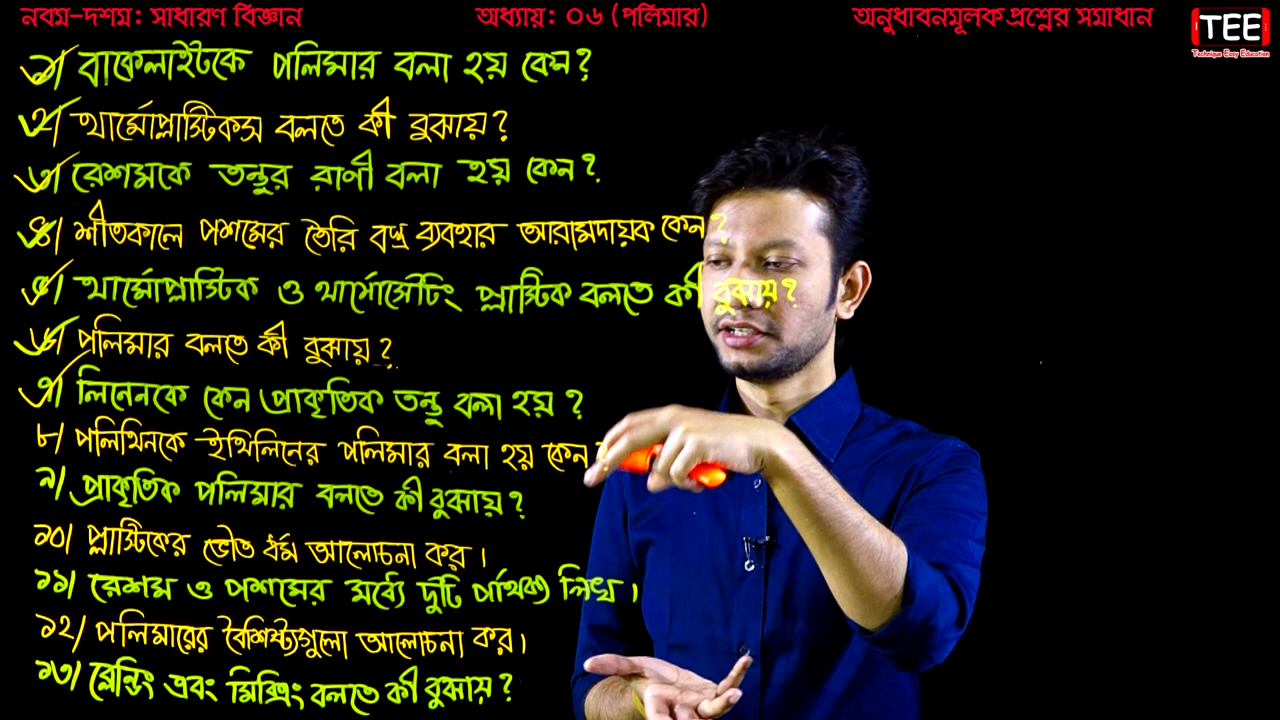 নবম-দশম: সাধারণ বিজ্ঞান
অধ্যায়: ০৬ (পলিমার)
অনুধাবনমূলক প্রশ্নের সমাধান
TEE
Technique Easy Education
১। বাকেলাইটকে পলিমার বলা হয় কেন?
২। থার্মোপ্লাস্টিকস বলতে কী বুঝায়?
৩। রেশমকে তন্তুর রাণী বলা হয় কেন?
৪। শীতকালে পশমের তৈরি বস্ত্র ব্যবহার আরামদায়ক কেন?
৫। থার্মোপ্লাস্টিক ও থার্মোসেটিং প্লাস্টিক বলতে কী বুঝায়?
৬। পলিমার বলতে কী বুঝায়?
৭। লিনেনকে কেন প্রাকৃতিক তন্তু বলা হয়?
৮। পলিথিনকে ইথিলিনের পলিমার বলা হয় কেন?
৯। প্রাকৃতিক পলিমার বলতে কী বুঝায়?
১০। প্লাস্টিকের ভৌত ধর্ম আলোচনা কর।
১১। রেশম ও পশমের মধ্যে দুটি পার্থক্য লিখ।
১২। পলিমারের বৈশিষ্ট্যগুলো আলোচনা কর।
১৩। ব্লেন্ডিং এবং মিক্সিং বলতে কী বুঝায়?